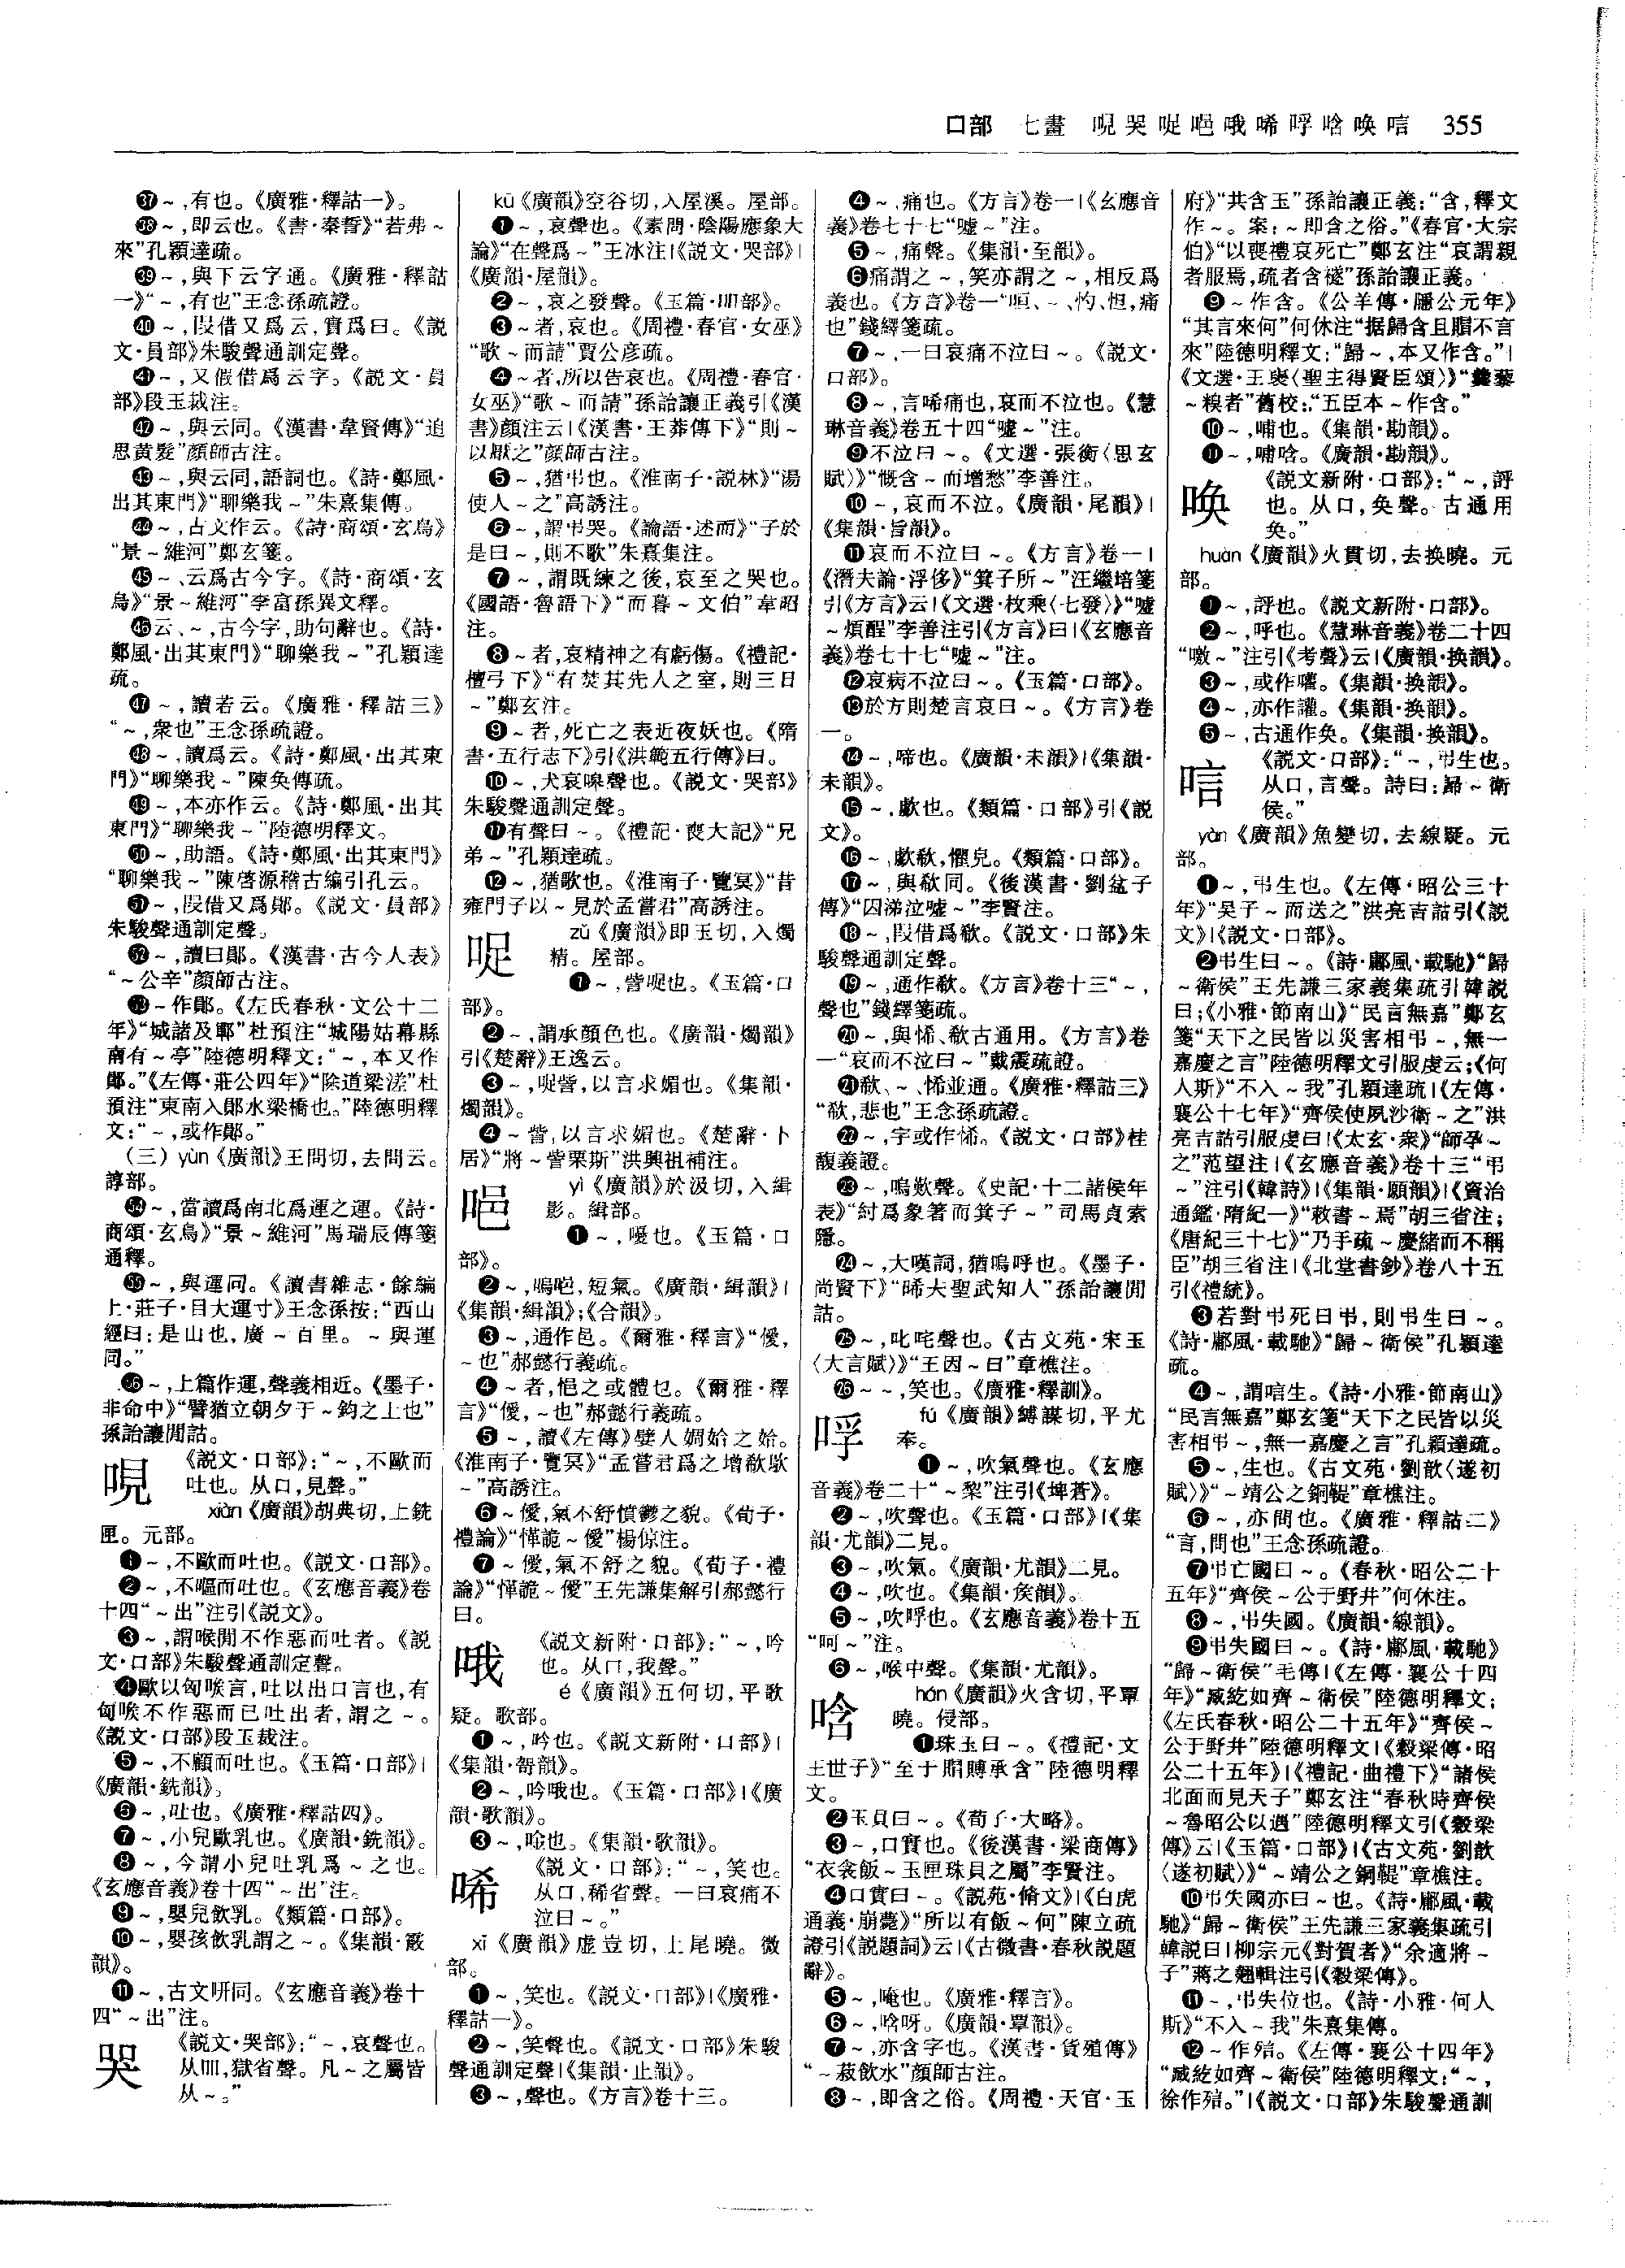 口部　七畫　哯哭哫唈哦唏哹唅唤唁　355
㊲~,有也。《廣雅·釋詁一》。
㊳~,即云也。《書·秦誓》“若弗~
來”孔穎達疏。
㊴~,與下云字通。《廣雅·釋詁
一》“~,有也”王念孫疏證。
㊵~,叚借又爲云,實爲曰。《説
文·員部》朱駿聲通訓定聲。
㊶~,又假借爲云字。《説文·員
部》段玉裁注。
㊷~,與云同。《漢書·韋賢傳》“追
思黄髮”顔師古注。
㊸~,與云同,語詞也。《詩·鄭風·
出其東門》“聊樂我~”朱熹集傳。
㊹~,古文作云。《詩·商頌·玄鳥》
“景~維河”鄭玄箋。
㊺~、云爲古今字。《詩·商頌·玄
鳥》“景~維河”李富孫異文釋。
㊻云、~,古今字,助句辭也。《詩·
鄭風·出其東門》“聊樂我~”孔穎達
疏。
㊼~,讀若云。《廣雅·釋詁三》
“~,衆也”王念孫疏證。
㊽~,讀爲云。《詩·鄭風·出其東
門》“聊樂我~”陳奂傳疏。
㊾~,本亦作云。《詩·鄭風·出其
東門》“聊樂我~”陸德明釋文。
㊿~,助語。《詩·鄭風·出其東門》
“聊樂我~”陳啓源稽古編引孔云。
51~,叚借又爲鄖。《説文·員部》
朱駿聲通訓定聲。
52~,讀曰鄖。《漢書·古今人表》
“~公辛”顔師古注。
53~作鄖。《左氏春秋·文公十二
年》“城諸及鄆”杜預注“城陽姑幕縣
南有~亭”陸德明釋文:“~,本又作
鄖。”《左傳·莊公四年》“除道梁溠”杜
預注“東南入鄖水梁橋也。”陸德明釋
文:“~,或作鄖。”
(三) yùn《廣韻》王問切,去問云。
諄部。
54~,當讀爲南北爲運之運。《詩·
商頌·玄鳥》“景~維河”馬瑞辰傳箋
通釋。
55~,與運同。《讀書雜志·餘編
上·莊子·目大運寸》王念孫按:“西山
經曰:是山也,廣~百里。~與運
同。”
56~,上篇作運,聲義相近。《墨子·
非命中》“譬猶立朝夕于~鈞之上也”
孫詒讓閒詁。
哯　《説文·口部》:“~,不歐而
吐也。从口,見聲。”
xiàn《廣韻》胡典切,上銑
匣。元部。
❶~,不歐而吐也。《説文·口部》。
❷~,不嘔而吐也。《玄應音義》卷
十四“~出”注引《説文》。
❸~,謂喉閒不作惡而吐者。《説
文·口部》朱駿聲通訓定聲。
❹歐以匈喉言,吐以出口言也,有
匈喉不作惡而已吐出者,謂之~。
《説文·口部》段玉裁注。
❺~,不顧而吐也。《玉篇·口部》|
《廣韻·銑韻》。
❻~,吐也。《廣雅·釋詁四》。
❼~,小兒歐乳也。《廣韻·銑韻》。
❽~,今謂小兒吐乳爲~之也。
《玄應音義》卷十四“~出”注。
❾~,嬰兒飲乳。《類篇·口部》。
❿~,嬰孩飲乳謂之~。《集韻·霰
韻》。
⓫~,古文㖇同。《玄應音義》卷十
四“~出”注。
哭　《説文·哭部》:“~,哀聲也。
从吅,獄省聲。凡~之屬皆
从~。”
kū《廣韻》空谷切,入屋溪。屋部。
❶~,哀聲也。《素問·陰陽應象大
論》“在聲爲~”王冰注|《説文·哭部》|
《廣韻·屋韻》。
❷~,哀之發聲。《玉篇·吅部》。
❸~者,哀也。《周禮·春官·女巫》
“歌~而請”賈公彦疏。
❹~者,所以告哀也。《周禮·春官·
女巫》“歌~而請”孫詒讓正義引《漢
書》顔注云|《漢書·王莽傳下》“則~
以厭之”顔師古注。
❺~,猶弔也。《淮南子·説林》“湯
使人~之”高誘注。
❻~,謂弔哭。《論語·述而》“子於
是日~,則不歌”朱熹集注。
❼~,謂既練之後,哀至之哭也。
《國語·魯語下》“而暮~文伯”韋昭
注。
❽~者,哀精神之有虧傷。《禮記·
檀弓下》“有焚其先人之室,則三日
~”鄭玄注。
❾~者,死亡之表近夜妖也。《隋
書·五行志下》引《洪範五行傳》曰。
❿~,犬哀嗥聲也。《説文·哭部》
朱駿聲通訓定聲。
⓫有聲曰~。《禮記·喪大記》“兄
弟~”孔穎達疏。
⓬~,猶歌也。《淮南子·覽冥》“昔
雍門子以~見於孟嘗君”高誘注。
哫　zú《廣韻》即玉切,入燭
精。屋部。
❶~,訾哫也。《玉篇·口
部》。
❷~,謂承顔色也。《廣韻·燭韻》
引《楚辭》王逸云。
❸~,哫訾,以言求媚也。《集韻·
燭韻》。
❹~訾,以言求媚也。《楚辭·卜
居》“將~訾栗斯”洪興祖補注。
唈　yì《廣韻》於汲切,入緝
影。緝部。
❶~,嗳也。《玉篇·口
部》。
❷~,嗚唈,短氣。《廣韻·緝韻》|
《集韻·緝韻》;《合韻》。
❸~,通作邑。《爾雅·釋言》“僾,
~也”郝懿行義疏。
❹~者,悒之或體也。《爾雅·釋
言》“僾,~也”郝懿行義疏。
❺~,讀《左傳》嬖人婤姶之姶。
《淮南子·覽冥》“孟嘗君爲之增欷歍
~”高誘注。
❻~僾,氣不舒憤鬱之貌。《荀子·
禮論》“愅詭~僾”楊倞注。
❼~僾,氣不舒之貌。《荀子·禮
論》“愅詭~僾”王先謙集解引郝懿行
曰。
哦　《説文新附·口部》:“~,吟
也。从口,我聲。”
é《廣韻》五何切,平歌
疑。歌部。
❶~,吟也。《説文新附·口部》|
《集韻·哿韻》。
❷~,吟哦也。《玉篇·口部》|《廣
韻·歌韻》。
❸~,唫也。《集韻·歌韻》。
唏　《説文·口部》:“~,笑也。
从口,稀省聲。一曰哀痛不
泣曰~。”
xī《廣韻》虚豈切,上尾曉。微
部。
❶~,笑也。《説文·口部》|《廣雅·
釋詁一》。
❷~,笑聲也。《説文·口部》朱駿
聲通訓定聲|《集韻·止韻》。
❸~,聲也。《方言》卷十三。
❹~,痛也。《方言》卷一|《玄應音
義》卷七十七“嘘~”注。
❺~,痛聲。《集韻·至韻》。
❻痛謂之~,笑亦謂之~,相反爲
義也。《方言》卷一“咺、~、㣿、怛,痛
也”錢繹箋疏。
❼~,一曰哀痛不泣曰~。《説文·
口部》。
❽~,言唏痛也,哀而不泣也。《慧
琳音義》卷五十四“嘘~”注。
❾不泣曰~。《文選·張衡〈思玄
賦〉》“慨含~而增愁”李善注。
❿~,哀而不泣。《廣韻·尾韻》|
《集韻·旨韻》。
⓫哀而不泣曰~。《方言》卷一|
《潛夫論·浮侈》“箕子所~”汪繼培箋
引《方言》云|《文選·枚乘〈七發〉》“嘘
~煩醒”李善注引《方言》曰|《玄應音
義》卷七十七“嘘~”注。
⓬哀病不泣曰~。《玉篇·口部》。
⓭於方則楚言哀曰~。《方言》卷
一。
⓮~,啼也。《廣韻·未韻》|《集韻·
未韻》。
⓯~,歔也。《類篇·口部》引《説
文》。
⓰~,歔欷,懼皃。《類篇·口部》。
⓱~,與欷同。《後漢書·劉盆子
傳》“因涕泣嘘~”李賢注。
⓲~,叚借爲欷。《説文·口部》朱
駿聲通訓定聲。
⓳~,通作欷。《方言》卷十三“~,
聲也”錢繹箋疏。
⓴~,與悕、欷古通用。《方言》卷
一“哀而不泣曰~”戴震疏證。
㉑欷、~、悕並通。《廣雅·釋詁三》
“欷,悲也”王念孫疏證。
㉒~,字或作悕。《説文·口部》桂
馥義證。
㉓~,嗚歎聲。《史記·十二諸侯年
表》“紂爲象箸而箕子~”司馬貞索
隱。
㉔~,大嘆詞,猶嗚呼也。《墨子·
尚賢下》“晞大聖武知人”孫詒讓閒
詁。
㉕~,叱咤聲也。《古文苑·宋玉
〈大言賦〉》“王因~曰”章樵注。
㉖~~,笑也。《廣雅·釋訓》。
哹　fú《廣韻》縛謀切,平尤
奉。
❶~,吹氣聲也。《玄應
音義》卷二十“~棃”注引《埤蒼》。
❷~,吹聲也。《玉篇·口部》|《集
韻·尤韻》二見。
❸~,吹氣。《廣韻·尤韻》二見。
❹~,吹也。《集韻·矦韻》。
❺~,吹哹也。《玄應音義》卷十五
“呵~”注。
❻~,喉中聲。《集韻·尤韻》。
唅　hán《廣韻》火含切,平覃
曉。侵部。
❶珠玉曰~。《禮記·文
王世子》“至于賵賻承含”陸德明釋
文。
❷玉貝曰~。《荀子·大略》。
❸~,口實也。《後漢書·梁商傳》
“衣衾飯~玉匣珠貝之屬”李賢注。
❹口實曰~。《説苑·脩文》|《白虎
通義·崩薨》“所以有飯~何”陳立疏
證引《説題詞》云|《古微書·春秋説題
辭》。
❺~,唵也。《廣雅·釋言》。
❻~,唅呀。《廣韻·覃韻》。
❼~,亦含字也。《漢書·貨殖傳》
“~菽飲水”顔師古注。
❽~,即含之俗。《周禮·天官·玉
府》“共含玉”孫詒讓正義:“含,釋文
作~。案:~即含之俗。”《春官·大宗
伯》“以喪禮哀死亡”鄭玄注“哀謂親
者服焉,疏者含襚”孫詒讓正義。
❾~作含。《公羊傳·隱公元年》
“其言來何”何休注“据歸含且賵不言
來”陸德明釋文:“歸~,本又作含。”|
《文選·王襃〈聖主得賢臣頌〉》“羹藜
~糗者”舊校:“五臣本~作含。”
❿~,哺也。《集韻·勘韻》。
⓫~,哺唅。《廣韻·勘韻》。
唤　《説文新附·口部》:“~,評
也。从口,奂聲。古通用
奂。”
huàn《廣韻》火貫切,去换曉。元
部。
❶~,評也。《説文新附·口部》。
❷~,呼也。《慧琳音義》卷二十四
“噭~”注引《考聲》云|《廣韻·换韻》。
❸~,或作嚾。《集韻·换韻》。
❹~,亦作讙。《集韻·换韻》。
❺~,古通作奂。《集韻·换韻》。
唁　《説文·口部》:“~,弔生也。
从口,言聲。詩曰:歸~衛
侯。”
yàn《廣韻》魚變切,去線疑。元
部。
❶~,弔生也。《左傳·昭公三十
年》“吴子~而送之”洪亮吉詁引《説
文》|《説文·口部》。
❷弔生曰~。《詩·鄘風·載馳》“歸
~衛侯”王先謙三家義集疏引韓説
曰;《小雅·節南山》“民言無嘉”鄭玄
箋“天下之民皆以災害相弔~,無一
嘉慶之言”陸德明釋文引服虔云;《何
人斯》“不入~我”孔穎達疏|《左傳·
襄公十七年》“齊侯使夙沙衛~之”洪
亮吉詁引服虔曰|《太玄·衆》“師孕~
之”范望注|《玄應音義》卷十三“弔
~”注引《韓詩》|《集韻·願韻》|《資治
通鑑·隋紀一》“敕書~焉”胡三省注;
《唐紀三十七》“乃手疏~慶緒而不稱
臣”胡三省注|《北堂書鈔》卷八十五
引《禮統》。
❸若對弔死曰弔,則弔生曰~。
《詩·鄘風·載馳》“歸~衛侯”孔穎達
疏。
❹~,謂唁生。《詩·小雅·節南山》
“民言無嘉”鄭玄箋“天下之民皆以災
害相弔~,無一嘉慶之言”孔穎達疏。
❺~,生也。《古文苑·劉歆〈遂初
賦〉》“~靖公之銅鞮”章樵注。
❻~,亦問也。《廣雅·釋詁二》
“言,問也”王念孫疏證。
❼弔亡國曰~。《春秋·昭公二十
五年》“齊侯~公于野井”何休注。
❽~,弔失國。《廣韻·線韻》。
❾弔失國曰~。《詩·鄘風·載馳》
“歸~衛侯”毛傳|《左傳·襄公十四
年》“臧紇如齊~衛侯”陸德明釋文;
《左氏春秋·昭公二十五年》“齊侯~
公于野井”陸德明釋文|《穀梁傳·昭
公二十五年》|《禮記·曲禮下》“諸侯
北面而見天子”鄭玄注“春秋時齊侯
~魯昭公以遇”陸德明釋文引《穀梁
傳》云|《玉篇·口部》|《古文苑·劉歆
〈遂初賦〉》“~靖公之銅鞮”章樵注。
❿弔失國亦曰~也。《詩·鄘風·載
馳》“歸~衛侯”王先謙三家義集疏引
韓説曰|柳宗元《對賀者》“余適將~
子”蔣之翹輯注引《穀梁傳》。
⓫~,弔失位也。《詩·小雅·何人
斯》“不入~我”朱熹集傳。
⓬~作殆。《左傳·襄公十四年》
“臧紇如齊~衛侯”陸德明釋文:“~,
徐作殆。”|《説文·口部》朱駿聲通訓